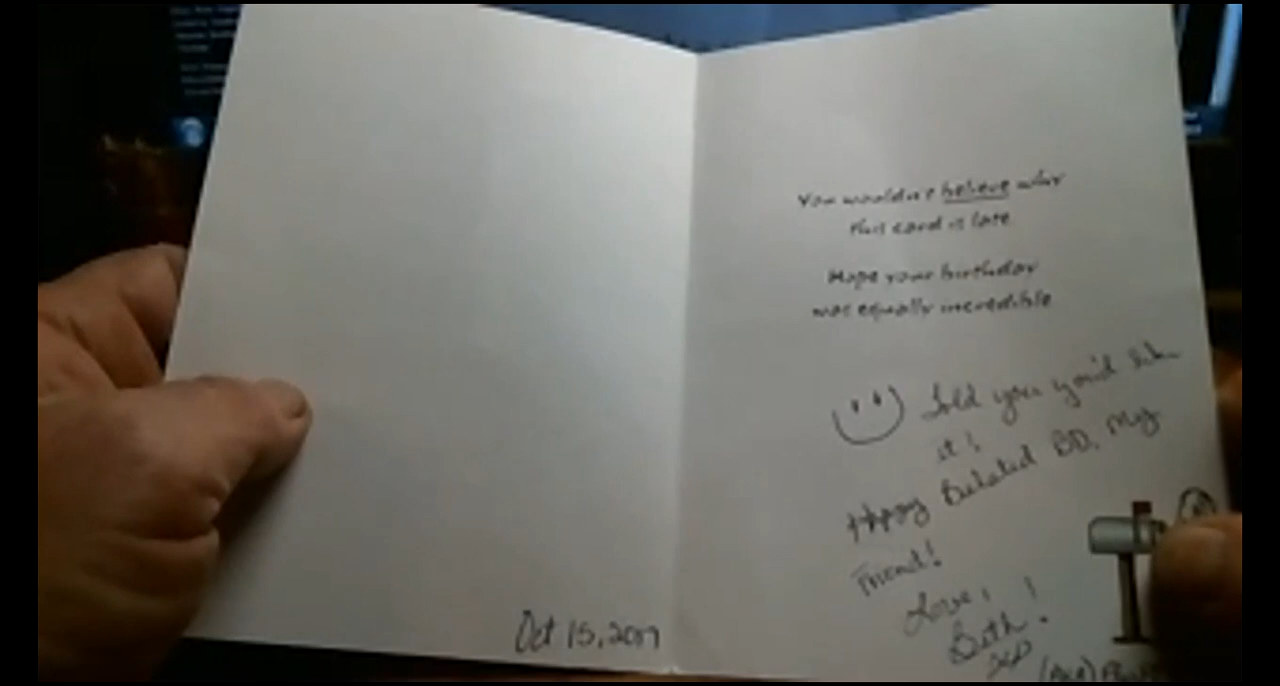 Oct 15, 2017
You wouldn't believe why
this card is late
Hope your birthday
was equally incredible
Told you you'd like
it!
Happy Belated BD, My
Friend!
Love,
Beth!
(AKA)